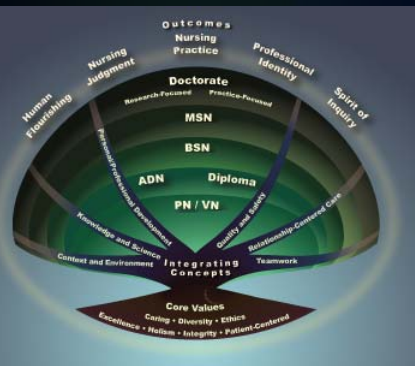 Outcomes
Nursing
Practice
Nursing
Judgment
Professional
Identity
Human
Flourishing
Spirit of
Inquiry
Doctorate
Research-Focused
Practice-Focused
MSN
BSN
ADN
Diploma
PN / VN
Personal/Professional Development
Quality and Safety
Knowledge and Science
Relationship-Centered Care
Context and Environment
Integrating
Concepts
Teamwork
Core Values
Caring • Diversity • Ethics
Excellence • Holism • Integrity • Patient-Centered